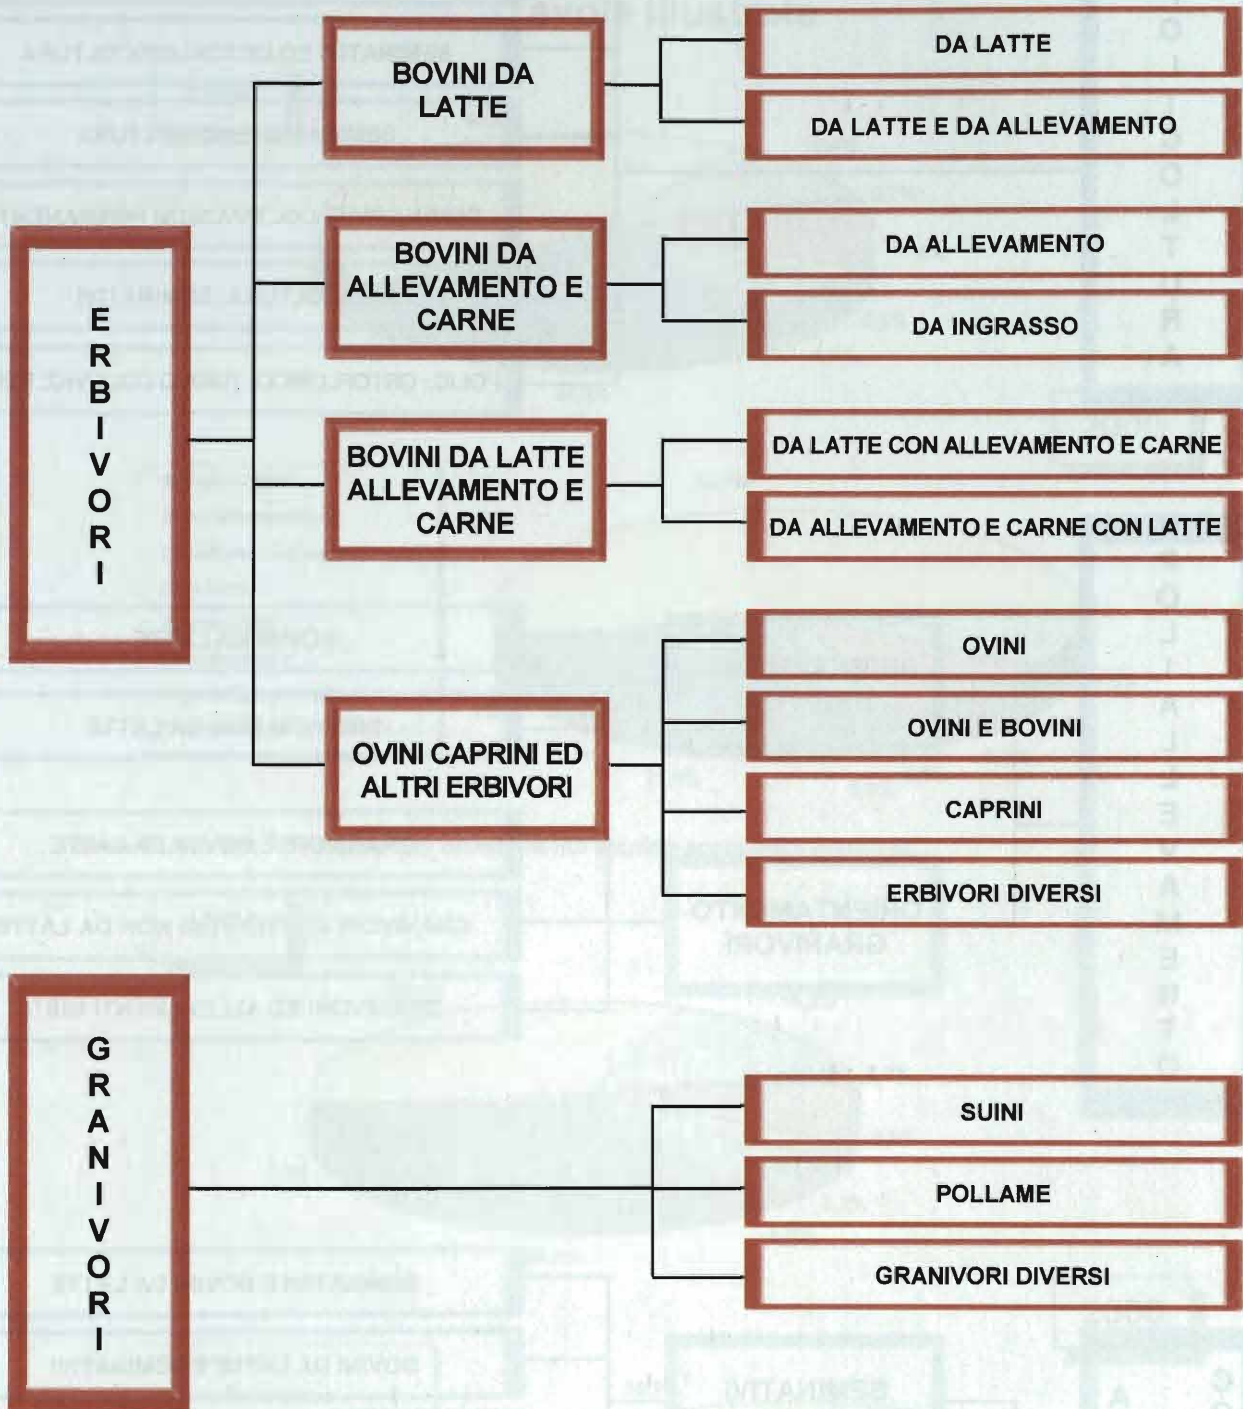 ERBIVORI
BOVINI DA
LATTE
DA LATTE
DA LATTE E DA ALLEVAMENTO
BOVINI DA
ALLEVAMENTO E
CARNE
DA ALLEVAMENTO
DA INGRASSO
BOVINI DA LATTE
ALLEVAMENTO E
CARNE
DA LATTE CON ALLEVAMENTO E CARNE
DA ALLEVAMENTO E CARNE CON LATTE
OVINI CAPRINI ED
ALTRI ERBIVORI
OVINI
OVINI E BOVINI
CAPRINI
ERBIVORI DIVERSI
GRANIVORI
SUINI
POLLAME
GRANIVORI DIVERSI